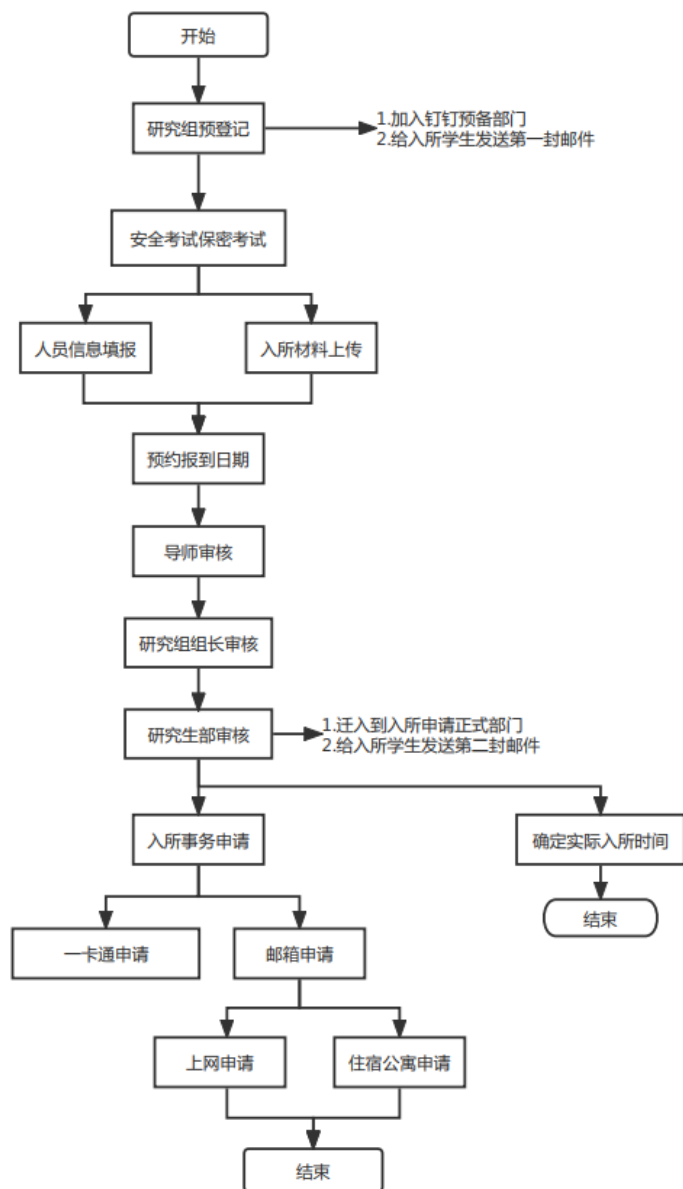 开始
研究组预登记
1.加入钉钉预备部门
2.给入所学生发送第一封邮件
安全考试保密考试
人员信息填报
入所材料上传
预约报到日期
导师审核
研究组组长审核
研究生部审核
1.迁入到入所申请正式部门
2.给入所学生发送第二封邮件
入所事务申请
确定实际入所时间
结束
一卡通申请
邮箱申请
上网申请
住宿公寓申请
结束